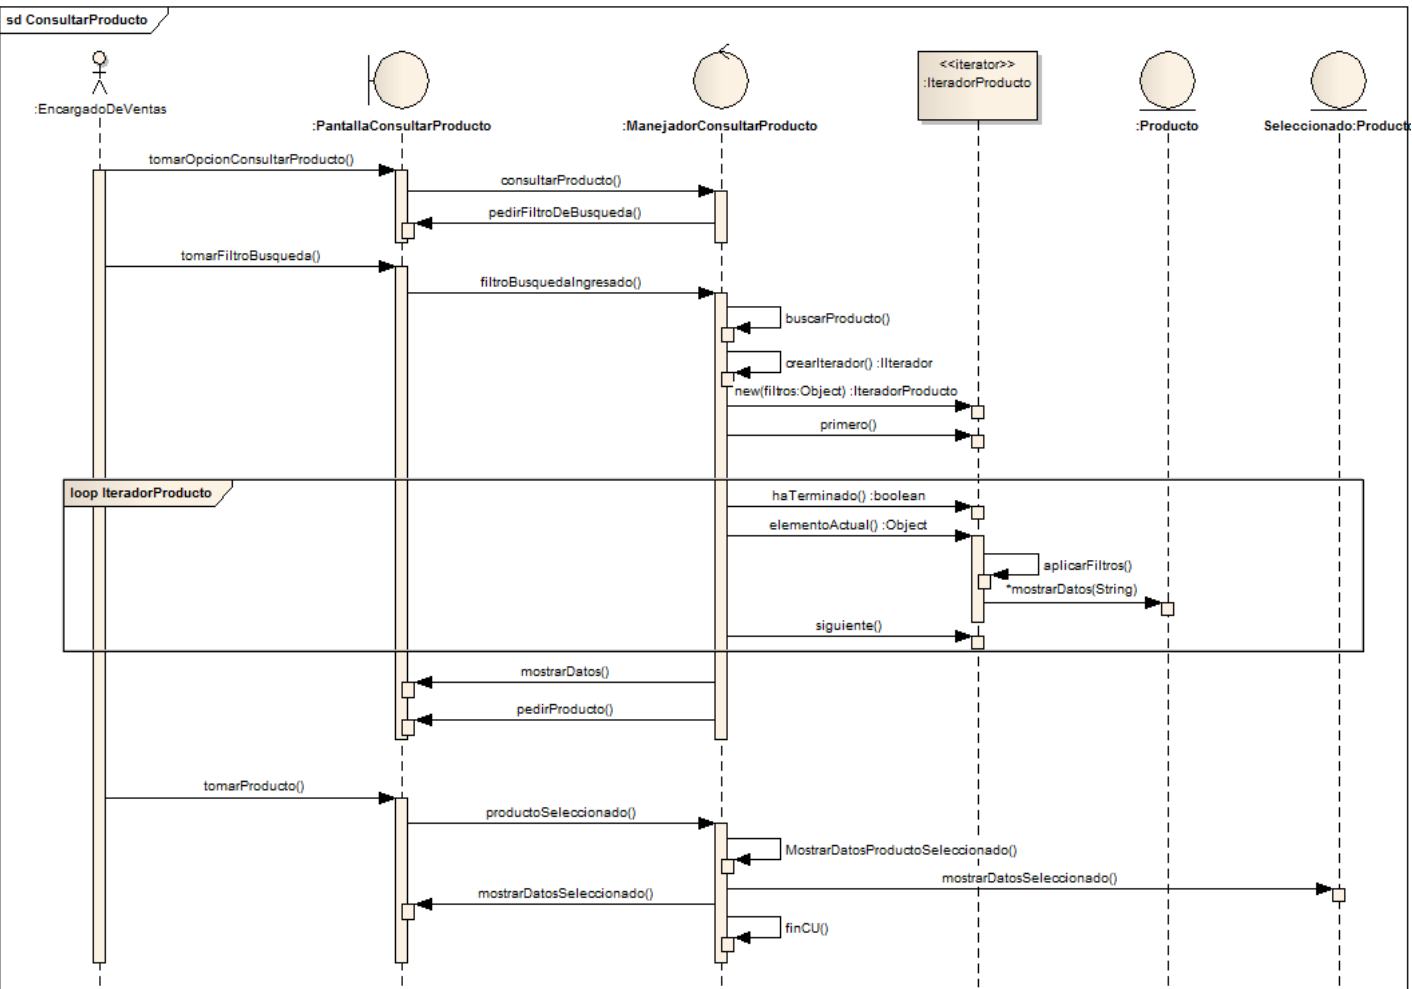 sd ConsultarProducto
<<iterator>>
:IteradorProducto
:EncargadoDeVentas
:PantallaConsultarProducto
:ManejadorConsultarProducto
:Producto
Seleccionado:Producto
tomarOpcionConsultarProducto()
consultarProducto()
pedirFiltroDeBusqueda()
tomarFiltroBusqueda()
filtroBusquedaIngresado()
buscarProducto()
crearIterador() :IIterador
new(filtros:Object) :IteradorProducto
primero()
loop IteradorProducto
haTerminado() :boolean
elementoActual() :Object
aplicarFiltros()
*mostrarDatos(String)
siguiente()
mostrarDatos()
pedirProducto()
tomarProducto()
productoSeleccionado()
MostrarDatosProductoSeleccionado()
mostrarDatosSeleccionado()
mostrarDatosSeleccionado()
finCU()